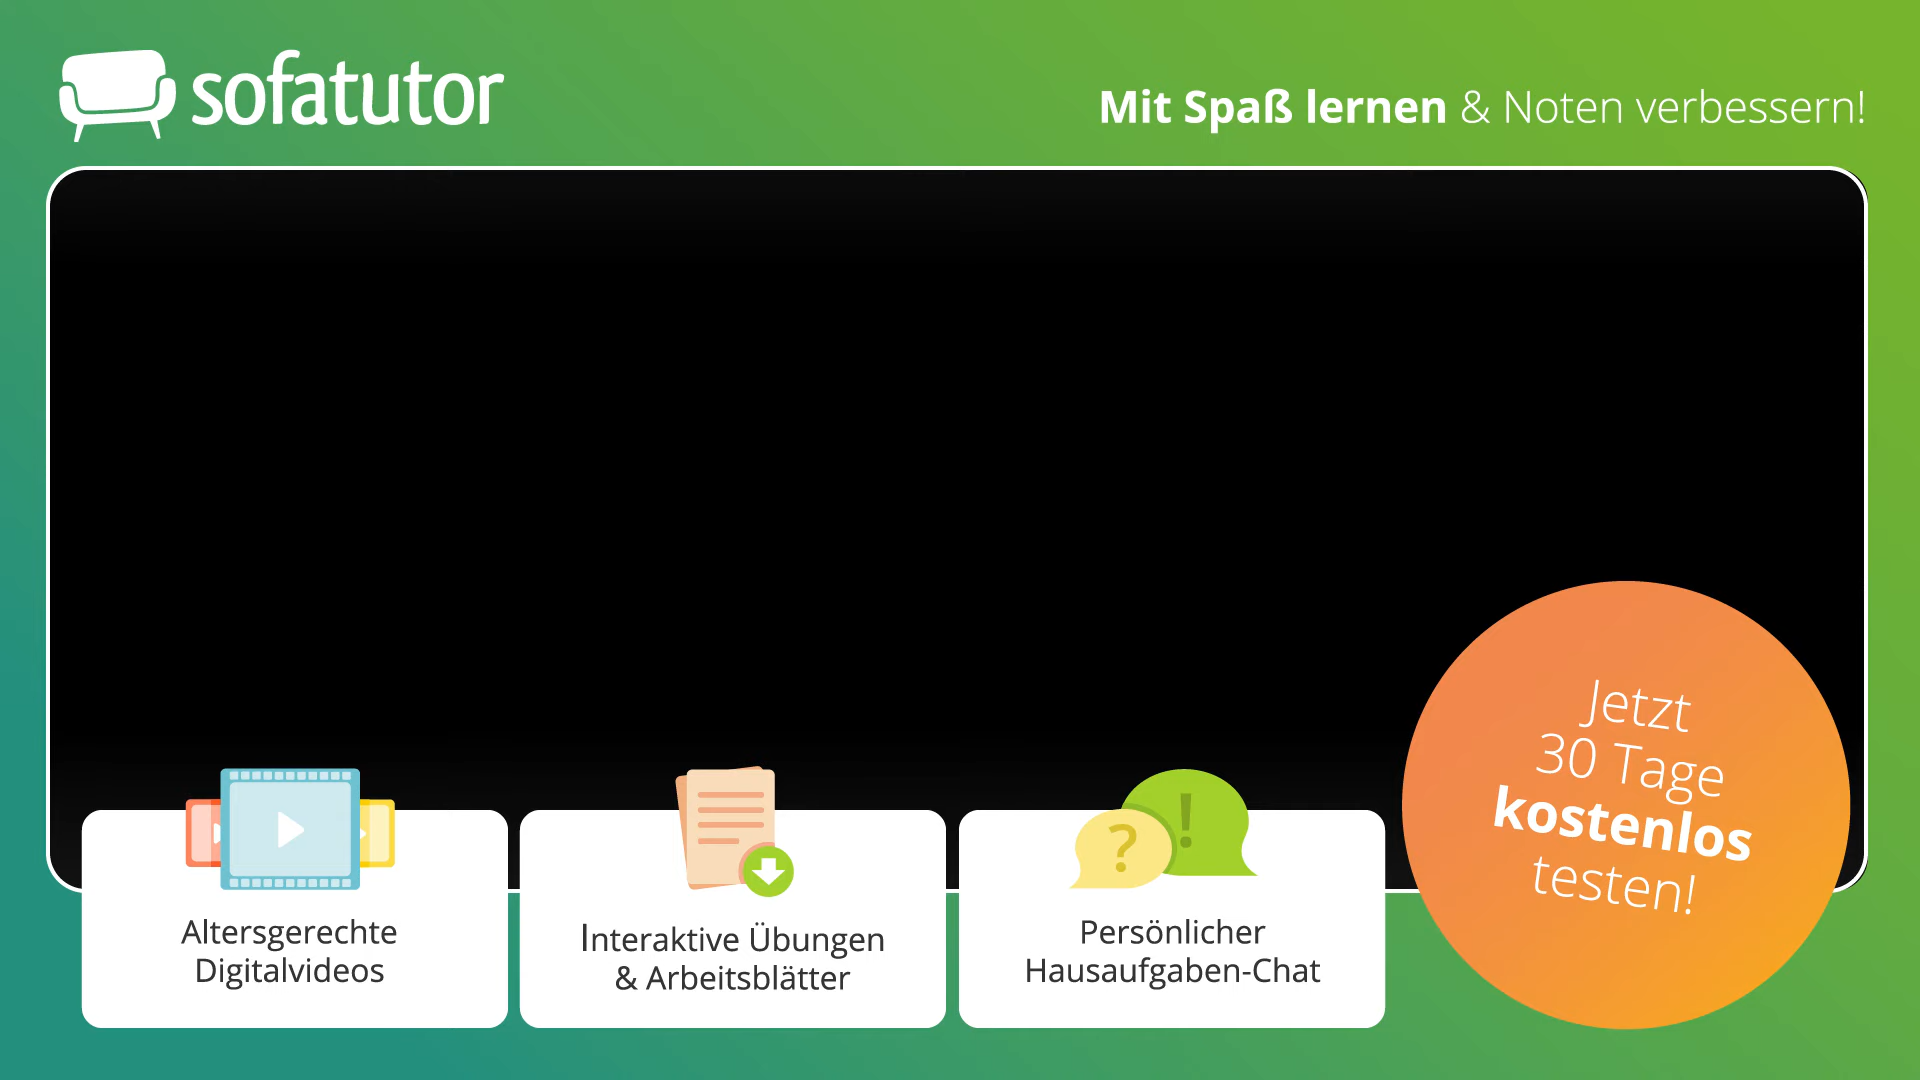 sofatutor
Mit Spaß lernen & Noten verbessern!
Jetzt
30 Tage
kostenlos
testen!
Altersgerechte
Digitalvideos
Interaktive Übungen
& Arbeitsblätter
Persönlicher
Hausaufgaben-Chat